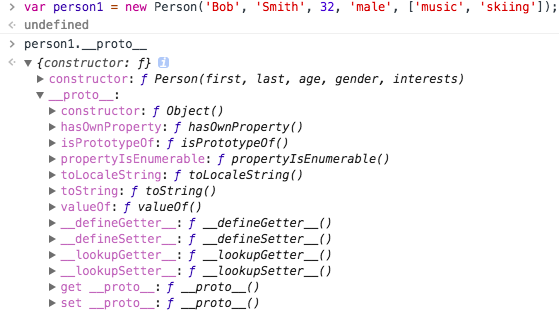 > var person1 = new Person('Bob', 'Smith', 32, 'male', ['music', 'skiing']);
undefined
> person1.__proto__
▼ {constructor: ƒ} i
▶ constructor: ƒ Person(first, last, age, gender, interests)
▼ __proto__:
▶ constructor: ƒ Object()
▶ hasOwnProperty: ƒ hasOwnProperty()
▶ isPrototypeOf: ƒ isPrototypeOf()
▶ propertyIsEnumerable: ƒ propertyIsEnumerable()
▶ toLocaleString: ƒ toLocaleString()
▶ toString: ƒ toString()
▶ valueOf: ƒ valueOf()
▶ __defineGetter__: ƒ __defineGetter__()
▶ __defineSetter__: ƒ __defineSetter__()
▶ __lookupGetter__: ƒ __lookupGetter__()
▶ __lookupSetter__: ƒ __lookupSetter__()
▶ get __proto__: ƒ __proto__()
▶ set __proto__: ƒ __proto__()